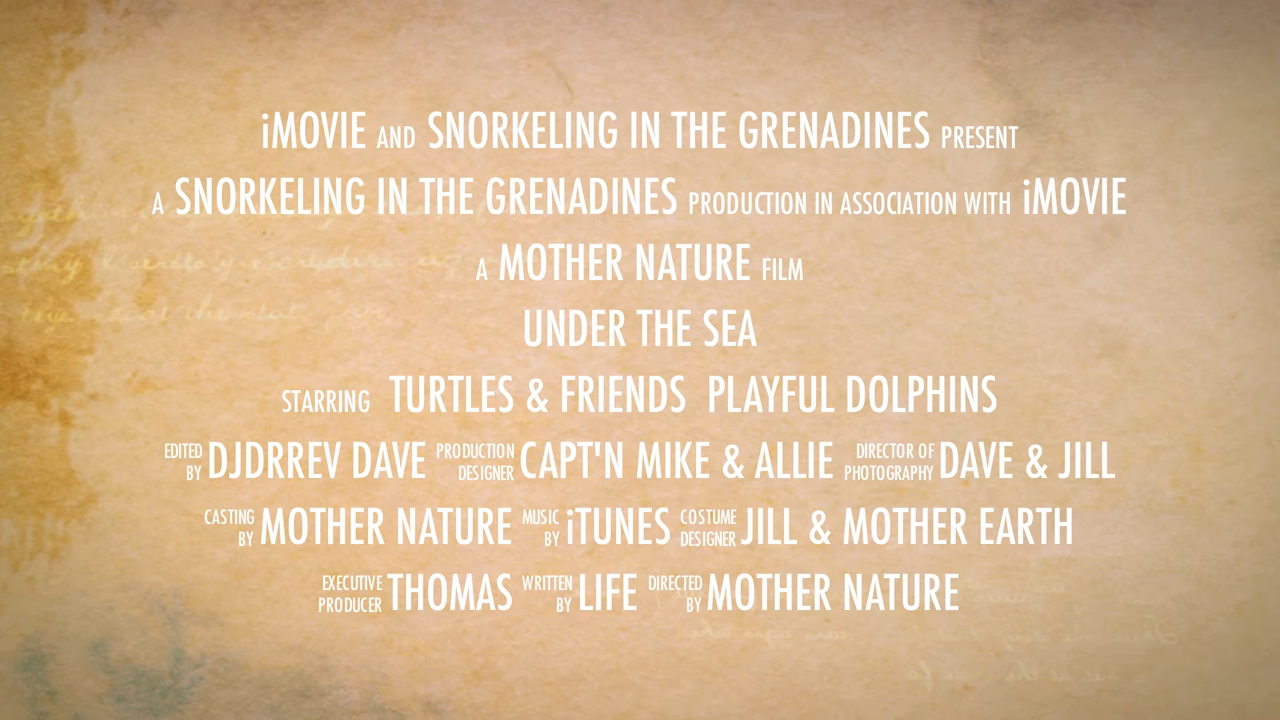 iMOVIE AND SNORKELING IN THE GRENADINES PRESENT
A SNORKELING IN THE GRENADINES PRODUCTION IN ASSOCIATION WITH iMOVIE
A MOTHER NATURE FILM
UNDER THE SEA
STARRING TURTLES & FRIENDS PLAYFUL DOLPHINS
EDITED BY DJDRREV DAVE PRODUCTION DESIGNER CAPT'N MIKE & ALLIE DIRECTOR OF PHOTOGRAPHY DAVE & JILL
CASTING BY MOTHER NATURE MUSIC BY iTUNES COSTUME DESIGNER JILL & MOTHER EARTH
EXECUTIVE PRODUCER THOMAS WRITTEN BY LIFE DIRECTED BY MOTHER NATURE